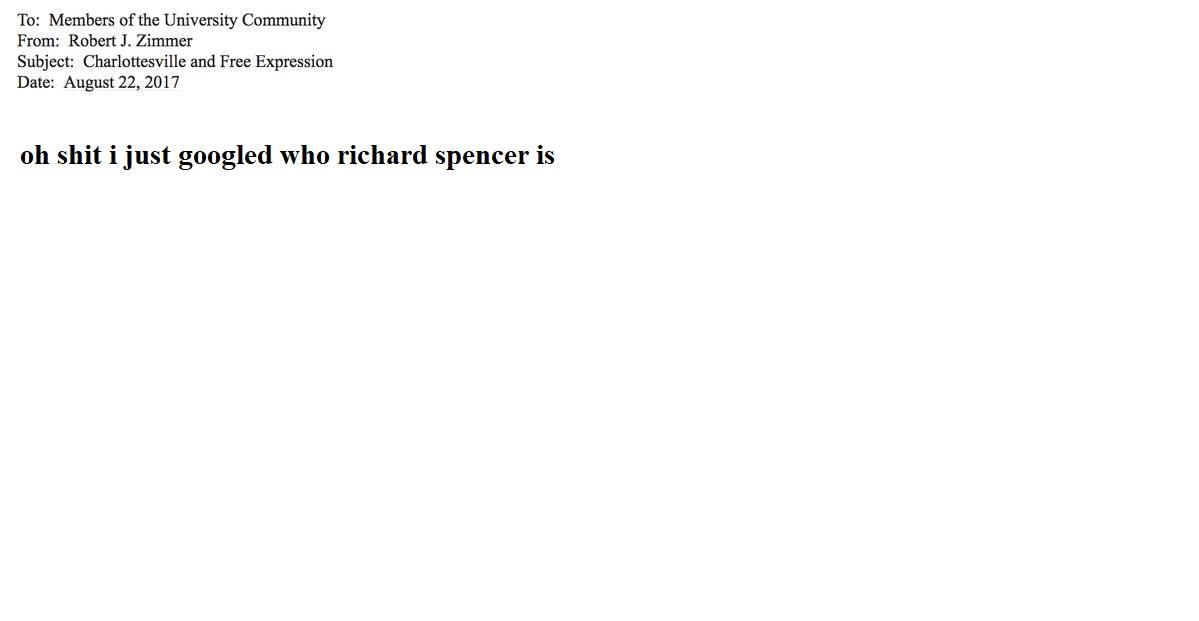 To: Members of the University Community
From: Robert J. Zimmer
Subject: Charlottesville and Free Expression
Date: August 22, 2017
oh shit i just googled who richard spencer is